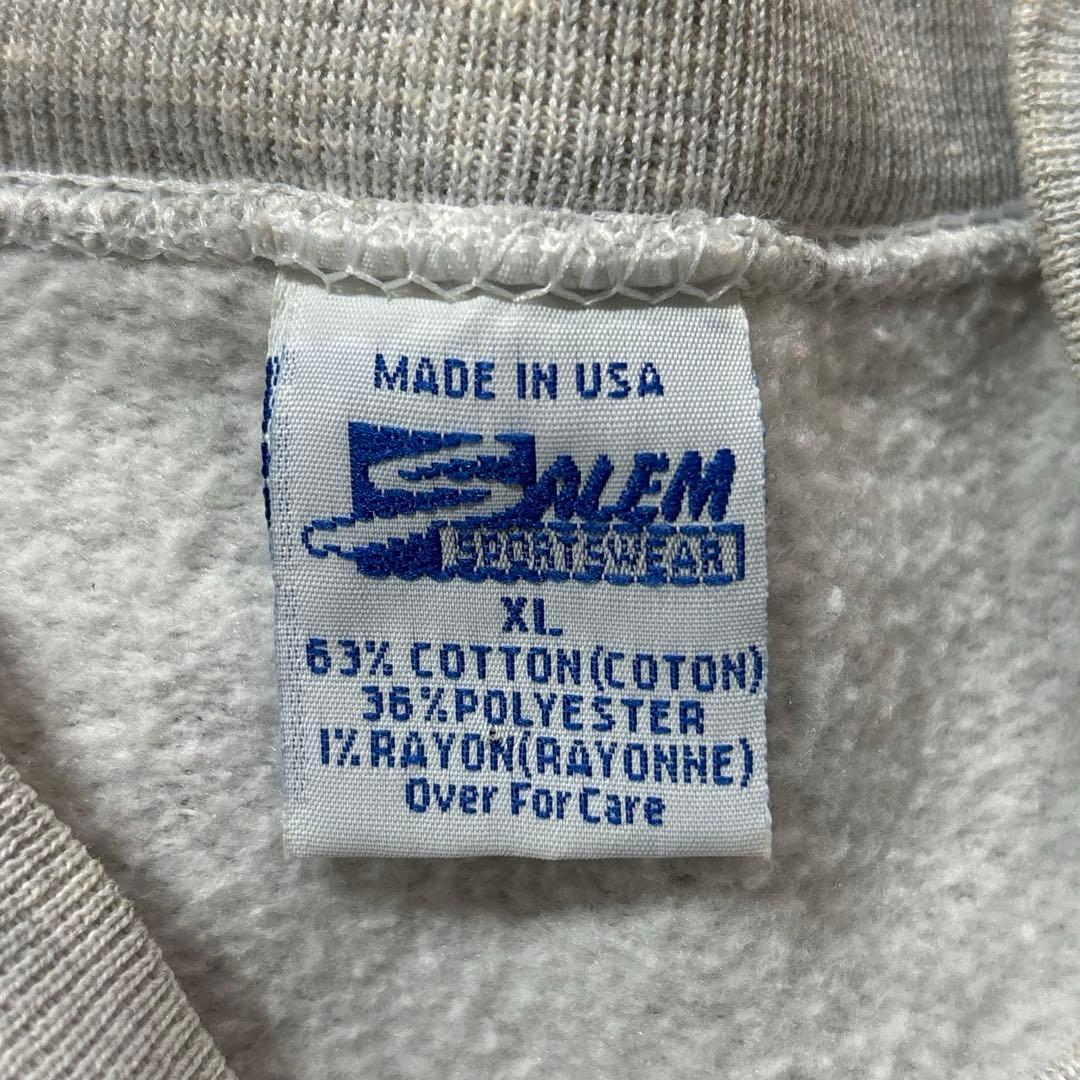 MADE IN USA
SALEM
SPORTSWEAR
XL
63% COTTON(COTON)
36%POLYESTER
1%RAYON(RAYONNE)
Over For Care